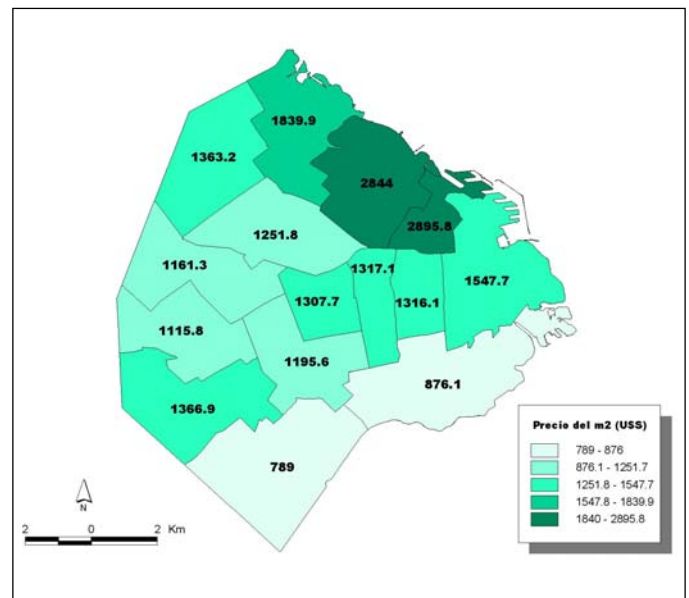 1839.9
1363.2
2844
2895.8
1251.8
1317.1
1161.3
1547.7
1307.7
1316.1
1115.8
1195.6
876.1
1366.9
789
Precio del m2 (USS)
789 - 876
876.1 - 1251.7
1251.8 - 1547.7
1547.8 - 1839.9
1840 - 2895.8
N
2 0 2 Km